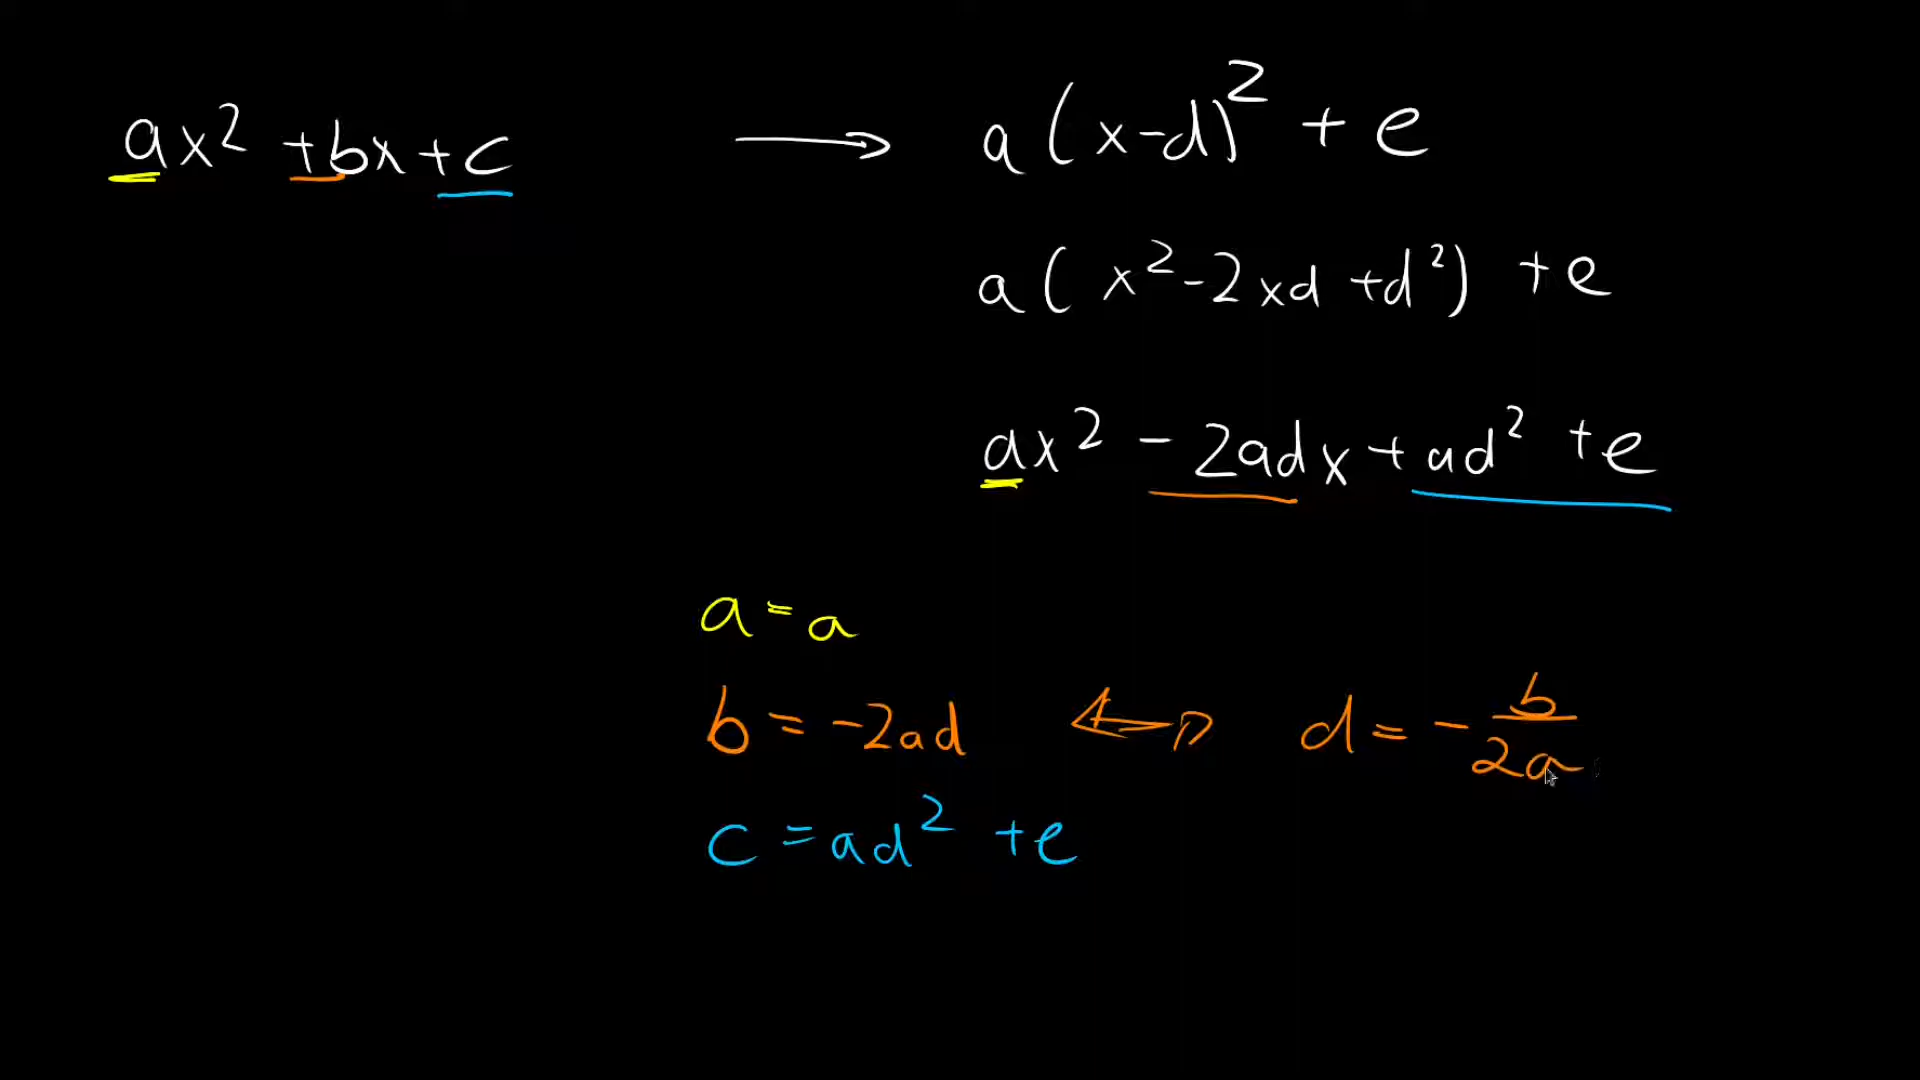 ax² + bx + c → a(x-d)² + e
a(x² - 2xd + d²) + e
ax² - 2adx + ad² + e
a = a
b = -2ad ⟺ d = - b/2a
c = ad² + e